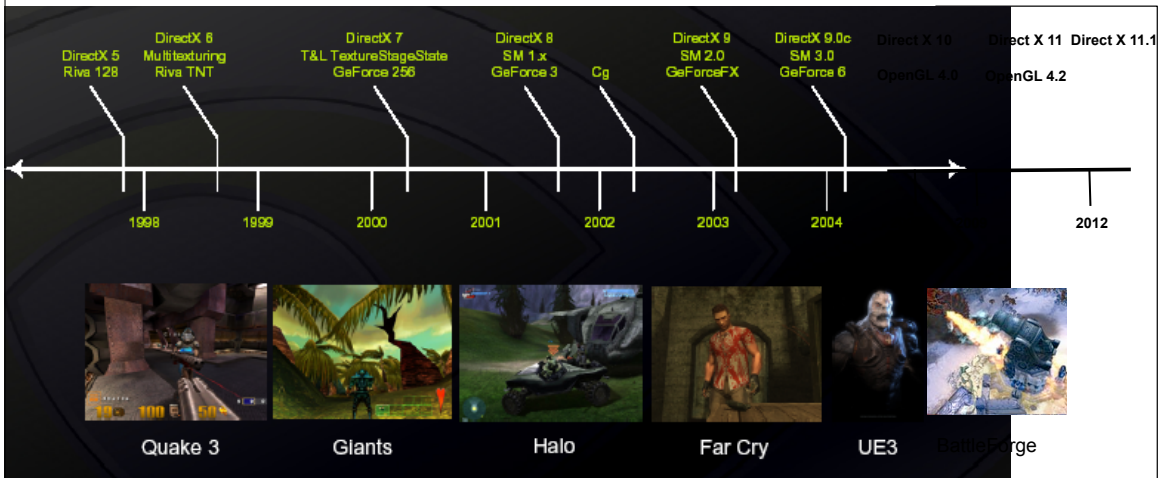 DirectX 5
Riva 128
DirectX 6
Multitexturing
Riva TNT
DirectX 7
T&L TextureStageState
GeForce 256
DirectX 8
SM 1.x
GeForce 3
Cg
DirectX 9
SM 2.0
GeForceFX
DirectX 9.0c
SM 3.0
GeForce 6
Direct X 10
OpenGL 4.0
Direct X 11
OpenGL 4.2
Direct X 11.1
1998
1999
2000
2001
2002
2003
2004
2012
100
50
Quake 3
Giants
Halo
Far Cry
UE3
BattleForge